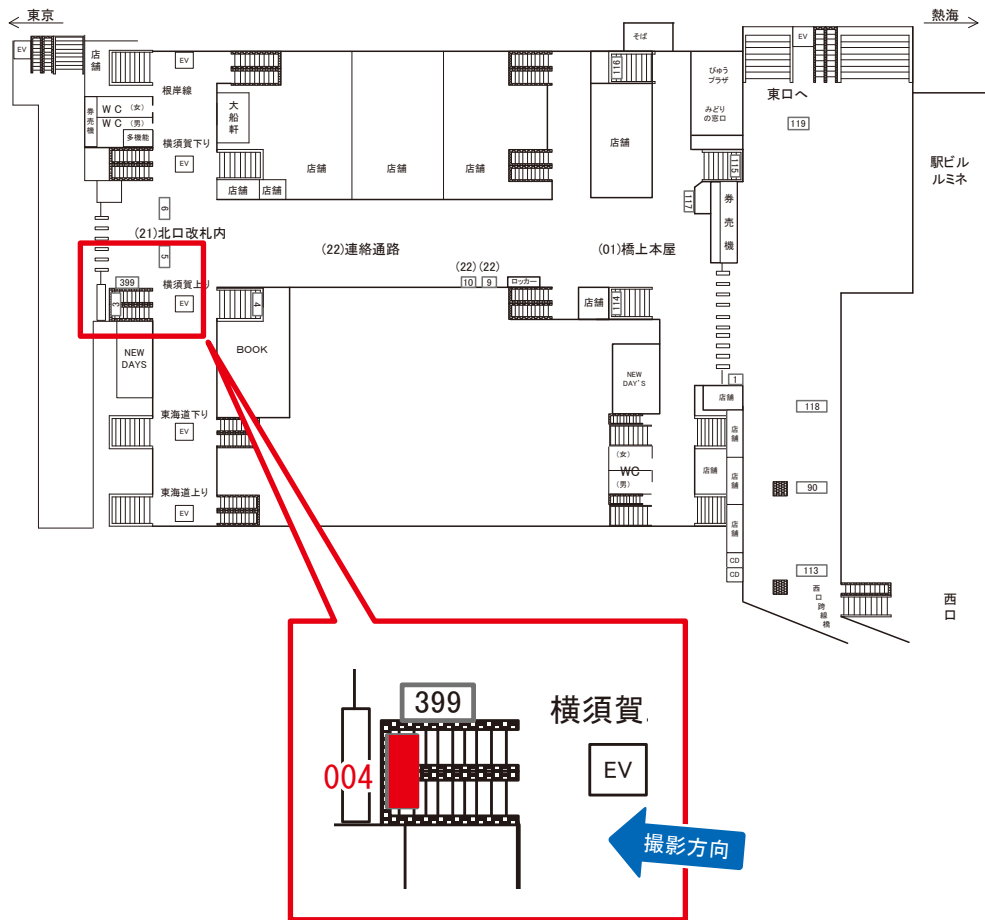 東京
熱海
EV
店舗
EV
根岸線
そば
116
びゅう
プラザ
みどり
の窓口
EV
東口へ
119
券売機
WC (女)
WC (男)
多機能
大船軒
横須賀下り
EV
店舗
店舗
店舗
店舗
店舗
店舗
115
駅ビル
ルミネ
117
券売機
6
(21)北口改札内
(22)連絡通路
(01)橋上本屋
5
399
横須賀上り
(22)(22)
10
9
ロッカー
3
EV
4
店舗
114
NEW
DAYS
BOOK
NEW
DAY'S
1
店舗
118
東海道下り
EV
店舗
(女)
WC
(男)
店舗
店舗
90
東海道上り
EV
店舗
CD
CD
113
西口跨線橋
西口
399
横須賀
004
EV
撮影方向